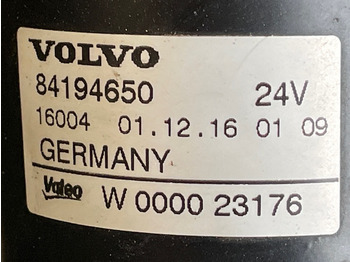 VOLVO
84194650 24V
16004 01.12.16 01 09
GERMANY
Valeo W 0000 23176